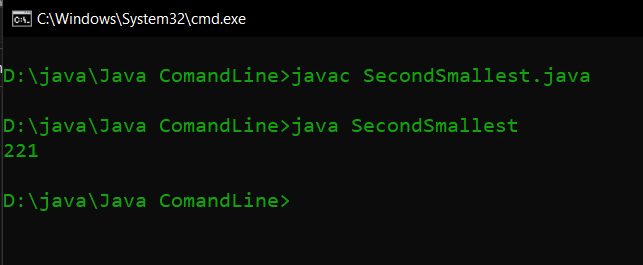 C:\Windows\System32\cmd.exe
D:\java\Java ComandLine>javac SecondSmallest.java
D:\java\Java ComandLine>java SecondSmallest
221
D:\java\Java ComandLine>